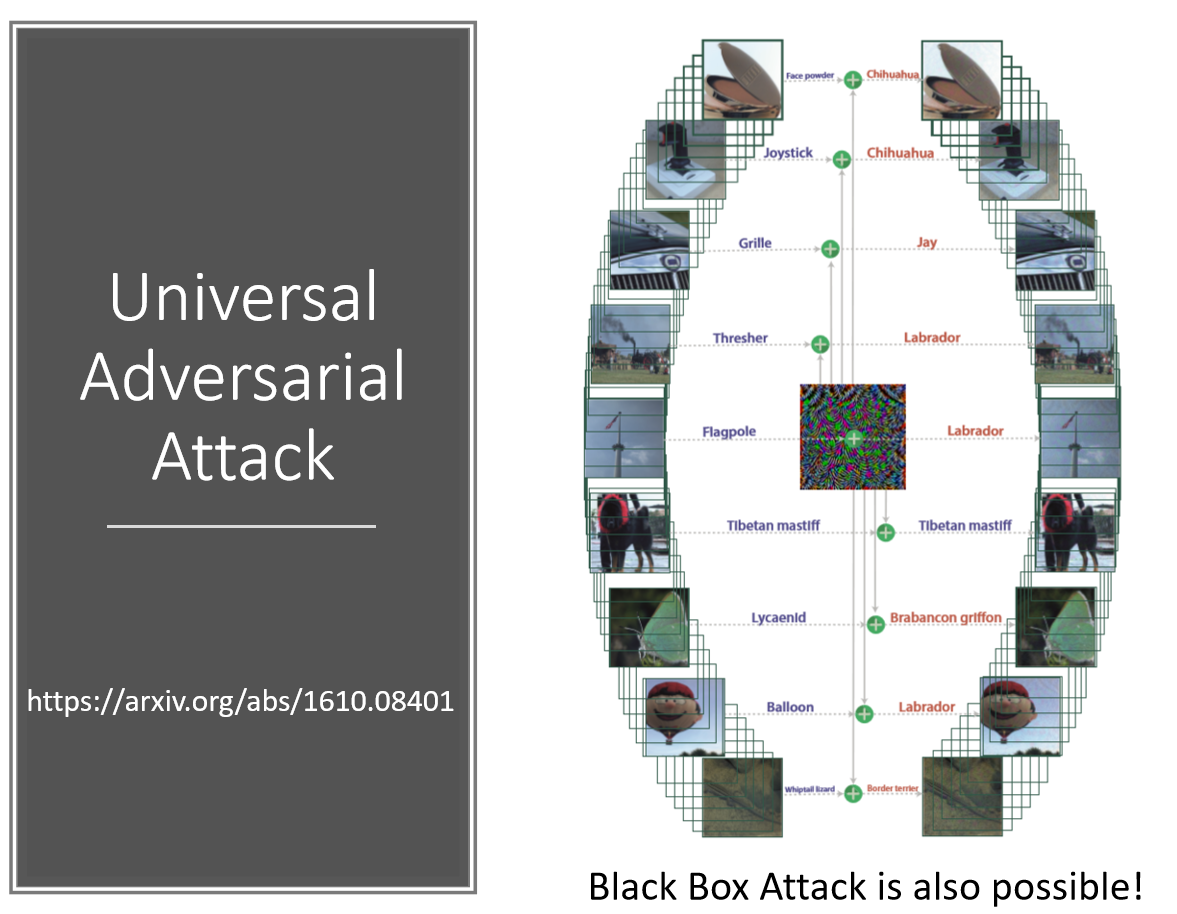 Universal
Adversarial
Attack
https://arxiv.org/abs/1610.08401
Face powder
Chihuahua
Joystick
Chihuahua
Grille
Jay
Thresher
Labrador
Flagpole
Labrador
Tibetan mastiff
Tibetan mastiff
Lycaenid
Brabancon griffon
Balloon
Labrador
Whiptail lizard
Border terrier
Black Box Attack is also possible!